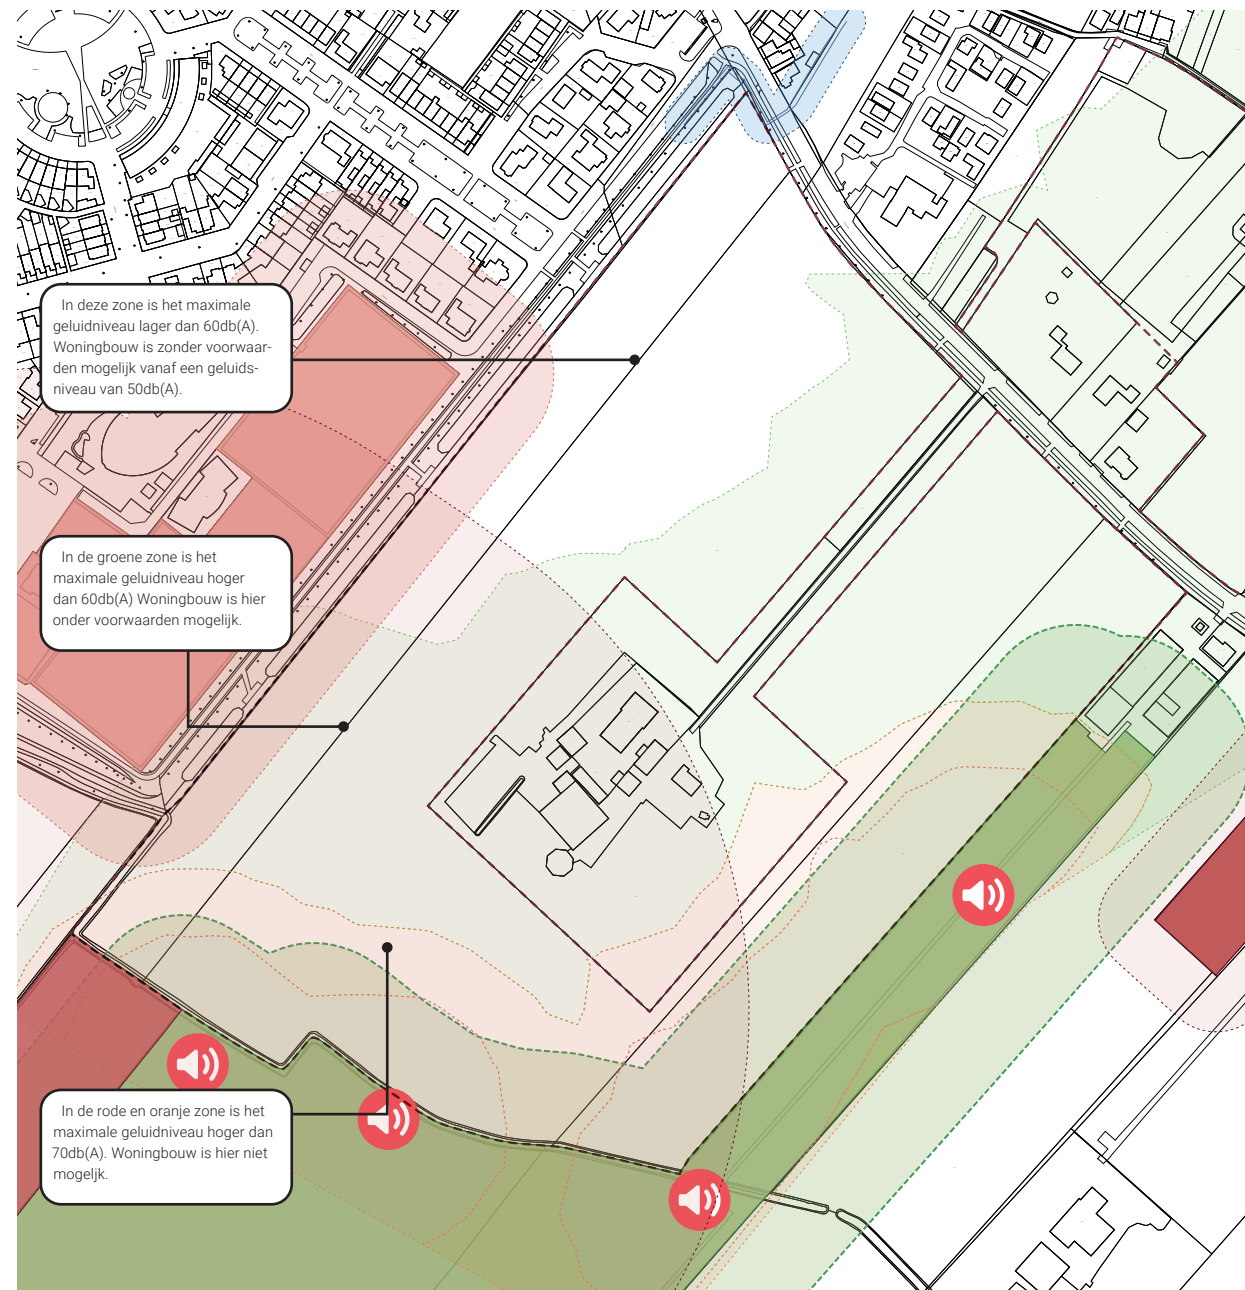 In deze zone is het maximale
geluidniveau lager dan 60db(A).
Woningbouw is zonder voorwaar-
den mogelijk vanaf een geluids-
niveau van 50db(A).
In de groene zone is het
maximale geluidniveau hoger
dan 60db(A) Woningbouw is hier
onder voorwaarden mogelijk.
In de rode en oranje zone is het
maximale geluidniveau hoger dan
70db(A). Woningbouw is hier niet
mogeljk.